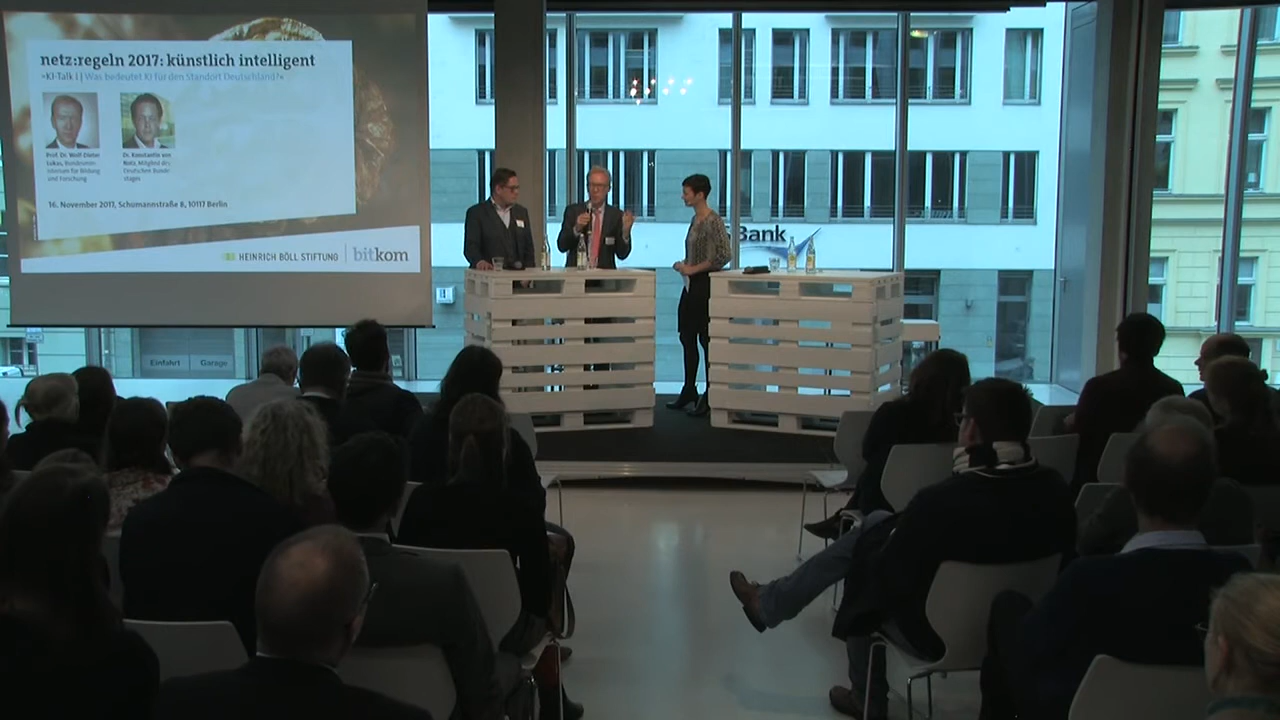 netz:regeln 2017: künstlich intelligent
»KI-Talk I | Was bedeutet KI für den Standort Deutschland?«
Prof. Dr. Wolf-Dieter
Lukas, Bundesmin-
isterium für Bildung
und Forschung
Dr. Konstantin von
Notz, Mitglied des
Deutschen Bundes-
tages
16. November 2017, Schumannstraße 8, 10117 Berlin
HEINRICH BÖLL STIFTUNG
bitkom
Bank
Einfahrt Garage